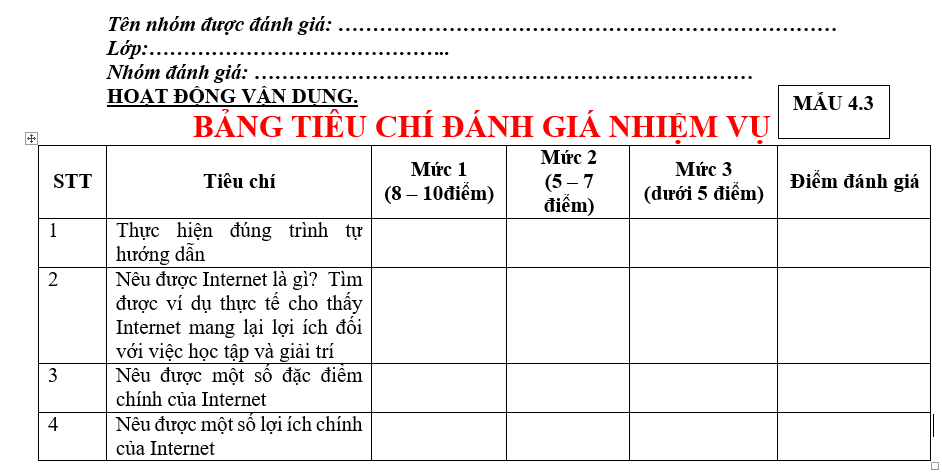 Tên nhóm được đánh giá: ……………………………………………………………
Lớp:……………………………………..
Nhóm đánh giá: ……………………………………………………………
HOẠT ĐỘNG VẬN DỤNG.
MẪU 4.3
BẢNG TIÊU CHÍ ĐÁNH GIÁ NHIỆM VỤ
STT
Tiêu chí
Mức 1
(8 – 10điểm)
Mức 2
(5 – 7
điểm)
Mức 3
(dưới 5 điểm)
Điểm đánh giá
1
Thực hiện đúng trình tự
hướng dẫn
2
Nêu được Internet là gì? Tìm
được ví dụ thực tế cho thấy
Internet mang lại lợi ích đối
với việc học tập và giải trí
3
Nêu được một số đặc điểm
chính của Internet
4
Nêu được một số lợi ích chính
của Internet